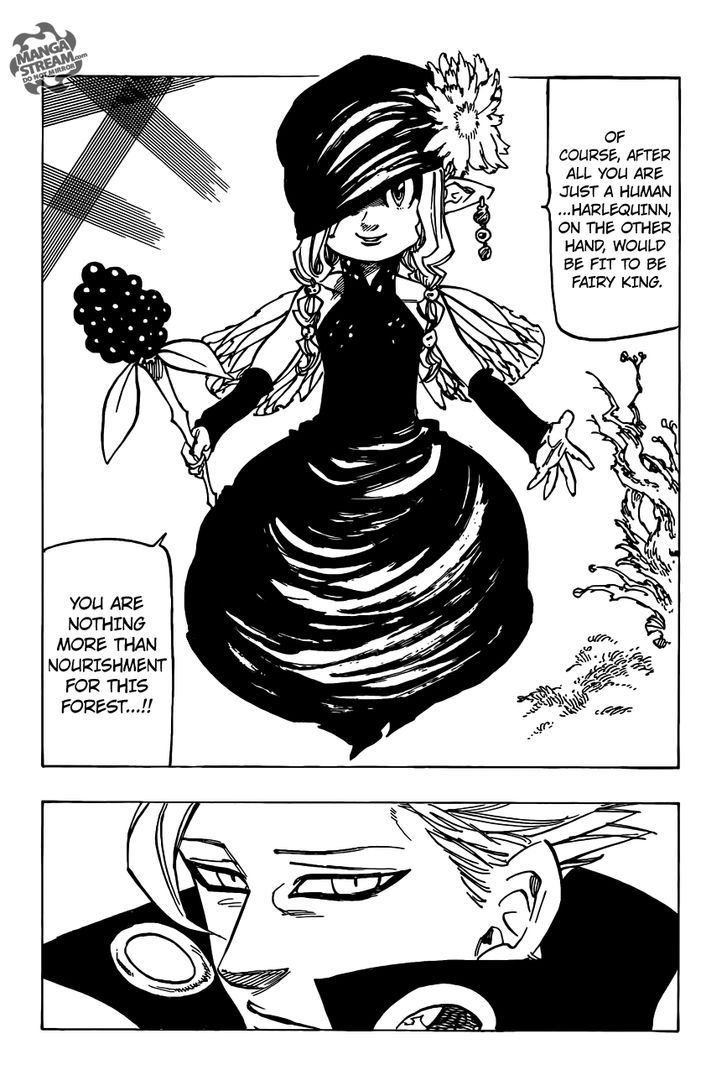 MANGA
STREAM.com
DO NOT MIRROR
OF
COURSE, AFTER
ALL YOU ARE
JUST A HUMAN
...HARLEQUINN,
ON THE OTHER
HAND, WOULD
BE FIT TO BE
FAIRY KING.
YOU ARE
NOTHING
MORE THAN
NOURISHMENT
FOR THIS
FOREST...!!